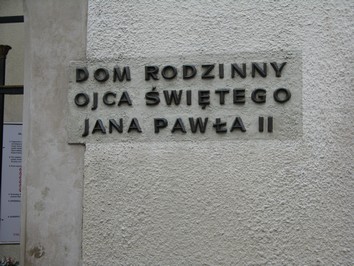 DOM RODZINNY
OJCA ŚWIĘTEGO
JANA PAWŁA II